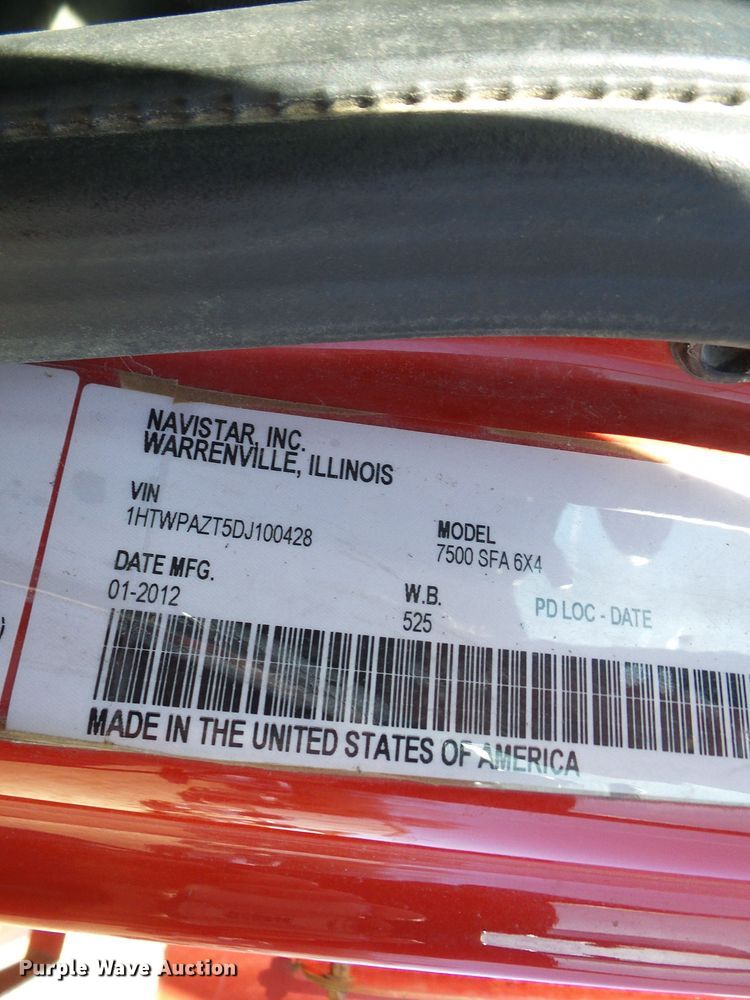 NAVISTAR, INC.
WARRENVILLE, ILLINOIS
VIN
1HTWPAZT5DJ100428
MODEL
7500 SFA 6X4
DATE MFG.
01-2012
W.B.
525
PD LOC - DATE
MADE IN THE UNITED STATES OF AMERICA
Purple Wave Auction